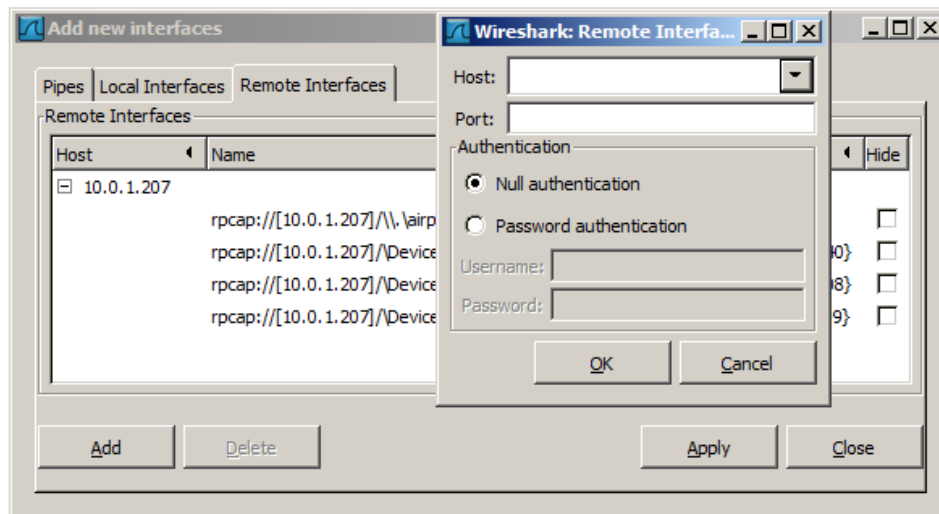 Add new interfaces
Pipes Local Interfaces Remote Interfaces
Remote Interfaces
Host Name Hide
10.0.1.207
rpcap://[10.0.1.207]/\\.\airp
rpcap://[10.0.1.207]/\Device 0}
rpcap://[10.0.1.207]/\Device 8}
rpcap://[10.0.1.207]/\Device 9}
Add Delete Apply Close
Wireshark: Remote Interfa...
Host:
Port:
Authentication
Null authentication
Password authentication
Username:
Password:
OK Cancel